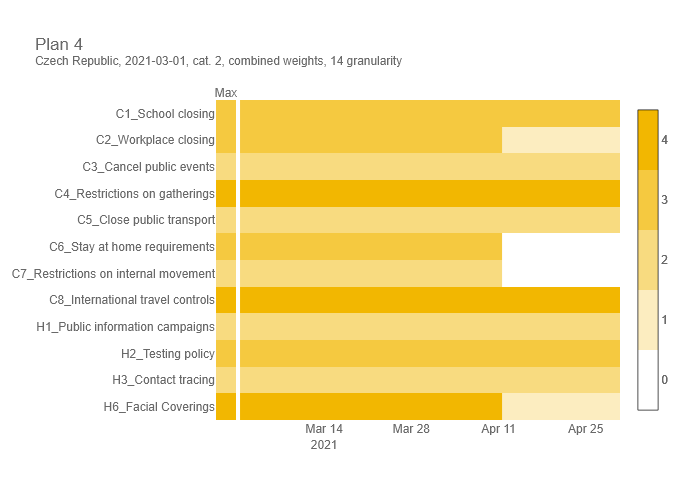 Plan 4
Czech Republic, 2021-03-01, cat. 2, combined weights, 14 granularity
Max
C1_School closing
C2_Workplace closing
C3_Cancel public events
C4_Restrictions on gatherings
C5_Close public transport
C6_Stay at home requirements
C7_Restrictions on internal movement
C8_International travel controls
H1_Public information campaigns
H2_Testing policy
H3_Contact tracing
H6_Facial Coverings
Mar 14 Mar 28 Apr 11 Apr 25
2021
4
3
2
1
0